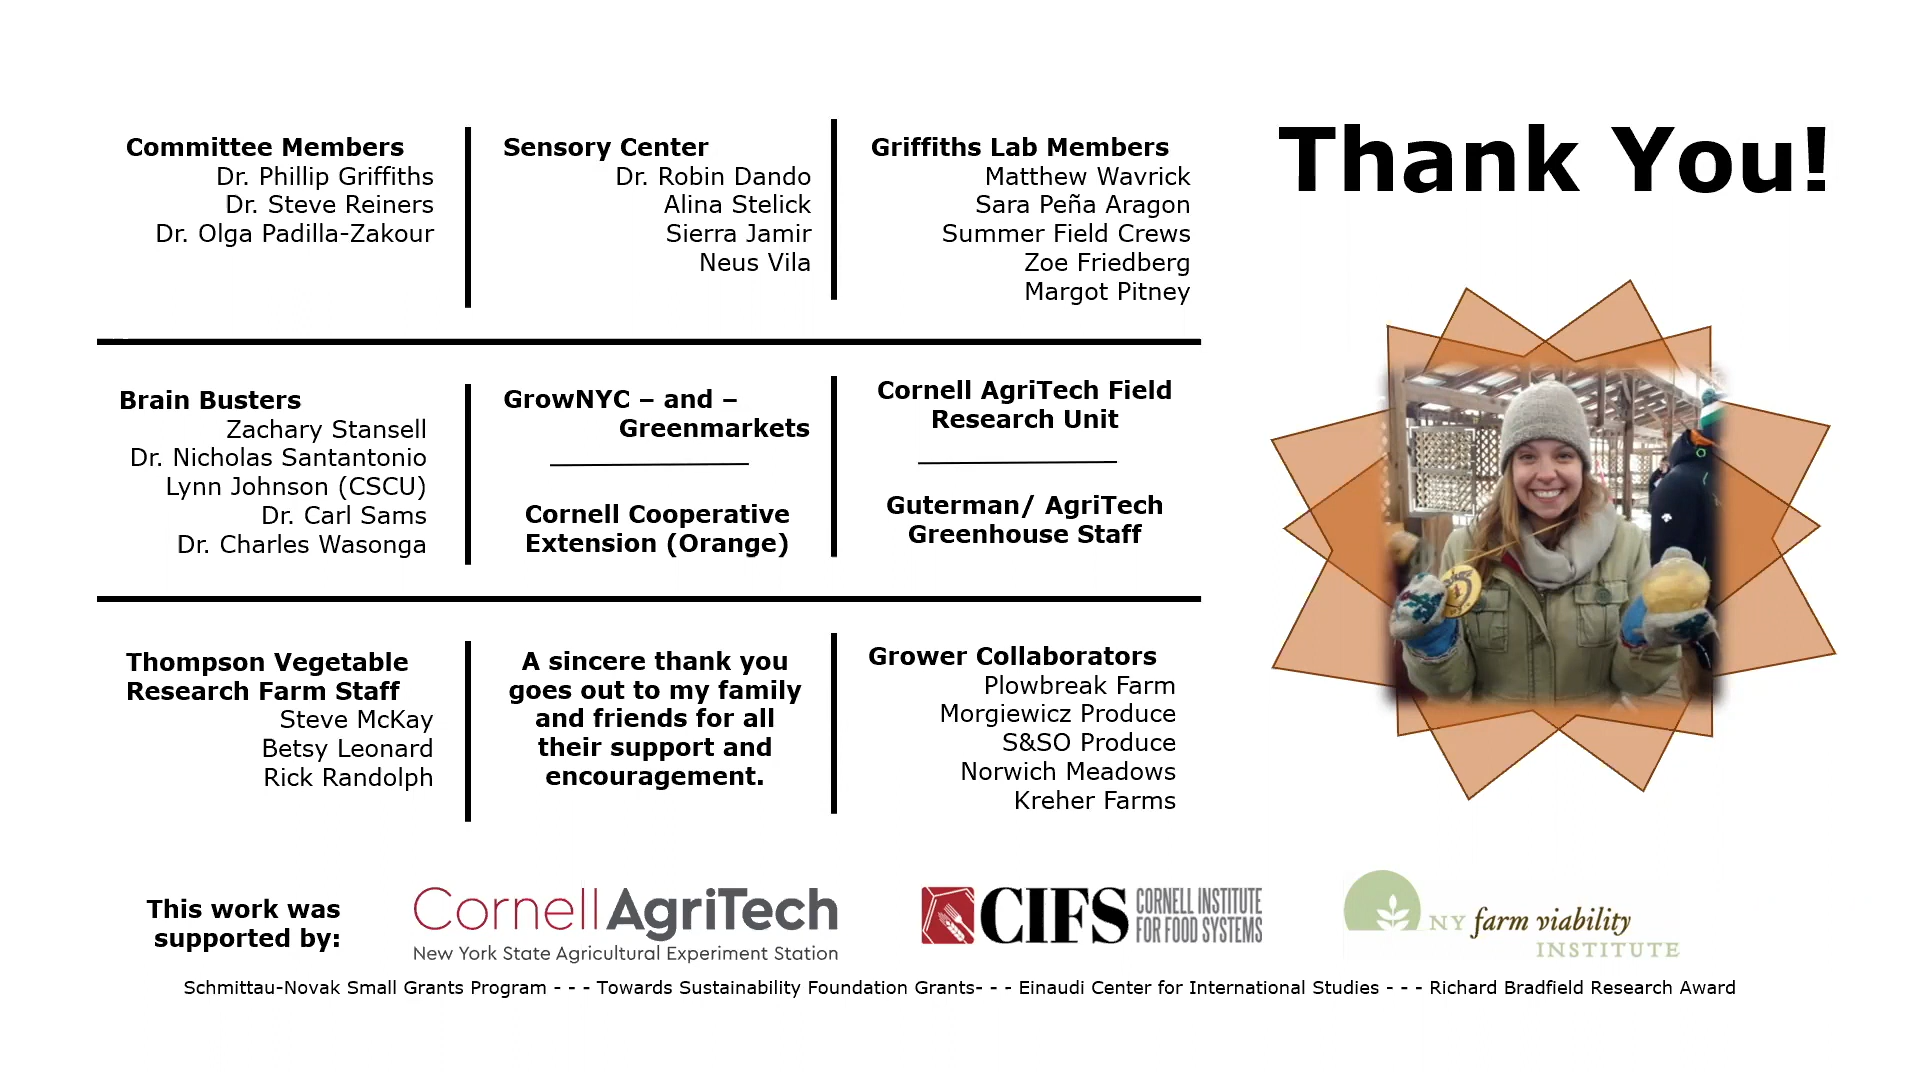 Thank You!
Committee Members
Dr. Phillip Griffiths
Dr. Steve Reiners
Dr. Olga Padilla-Zakour
Sensory Center
Dr. Robin Dando
Alina Stelick
Sierra Jamir
Neus Vila
Griffiths Lab Members
Matthew Wavrick
Sara Peña Aragon
Summer Field Crews
Zoe Friedberg
Margot Pitney
Brain Busters
Zachary Stansell
Dr. Nicholas Santantonio
Lynn Johnson (CSCU)
Dr. Carl Sams
Dr. Charles Wasonga
GrowNYC – and –
Greenmarkets
Cornell Cooperative
Extension (Orange)
Cornell AgriTech Field
Research Unit
Guterman/ AgriTech
Greenhouse Staff
Thompson Vegetable
Research Farm Staff
Steve McKay
Betsy Leonard
Rick Randolph
A sincere thank you
goes out to my family
and friends for all
their support and
encouragement.
Grower Collaborators
Plowbreak Farm
Morgiewicz Produce
S&SO Produce
Norwich Meadows
Kreher Farms
This work was
supported by:
Cornell AgriTech
New York State Agricultural Experiment Station
CIFS
CORNELL INSTITUTE
FOR FOOD SYSTEMS
NY farm viability
INSTITUTE
Schmittau-Novak Small Grants Program - - - Towards Sustainability Foundation Grants- - - Einaudi Center for International Studies - - - Richard Bradfield Research Award